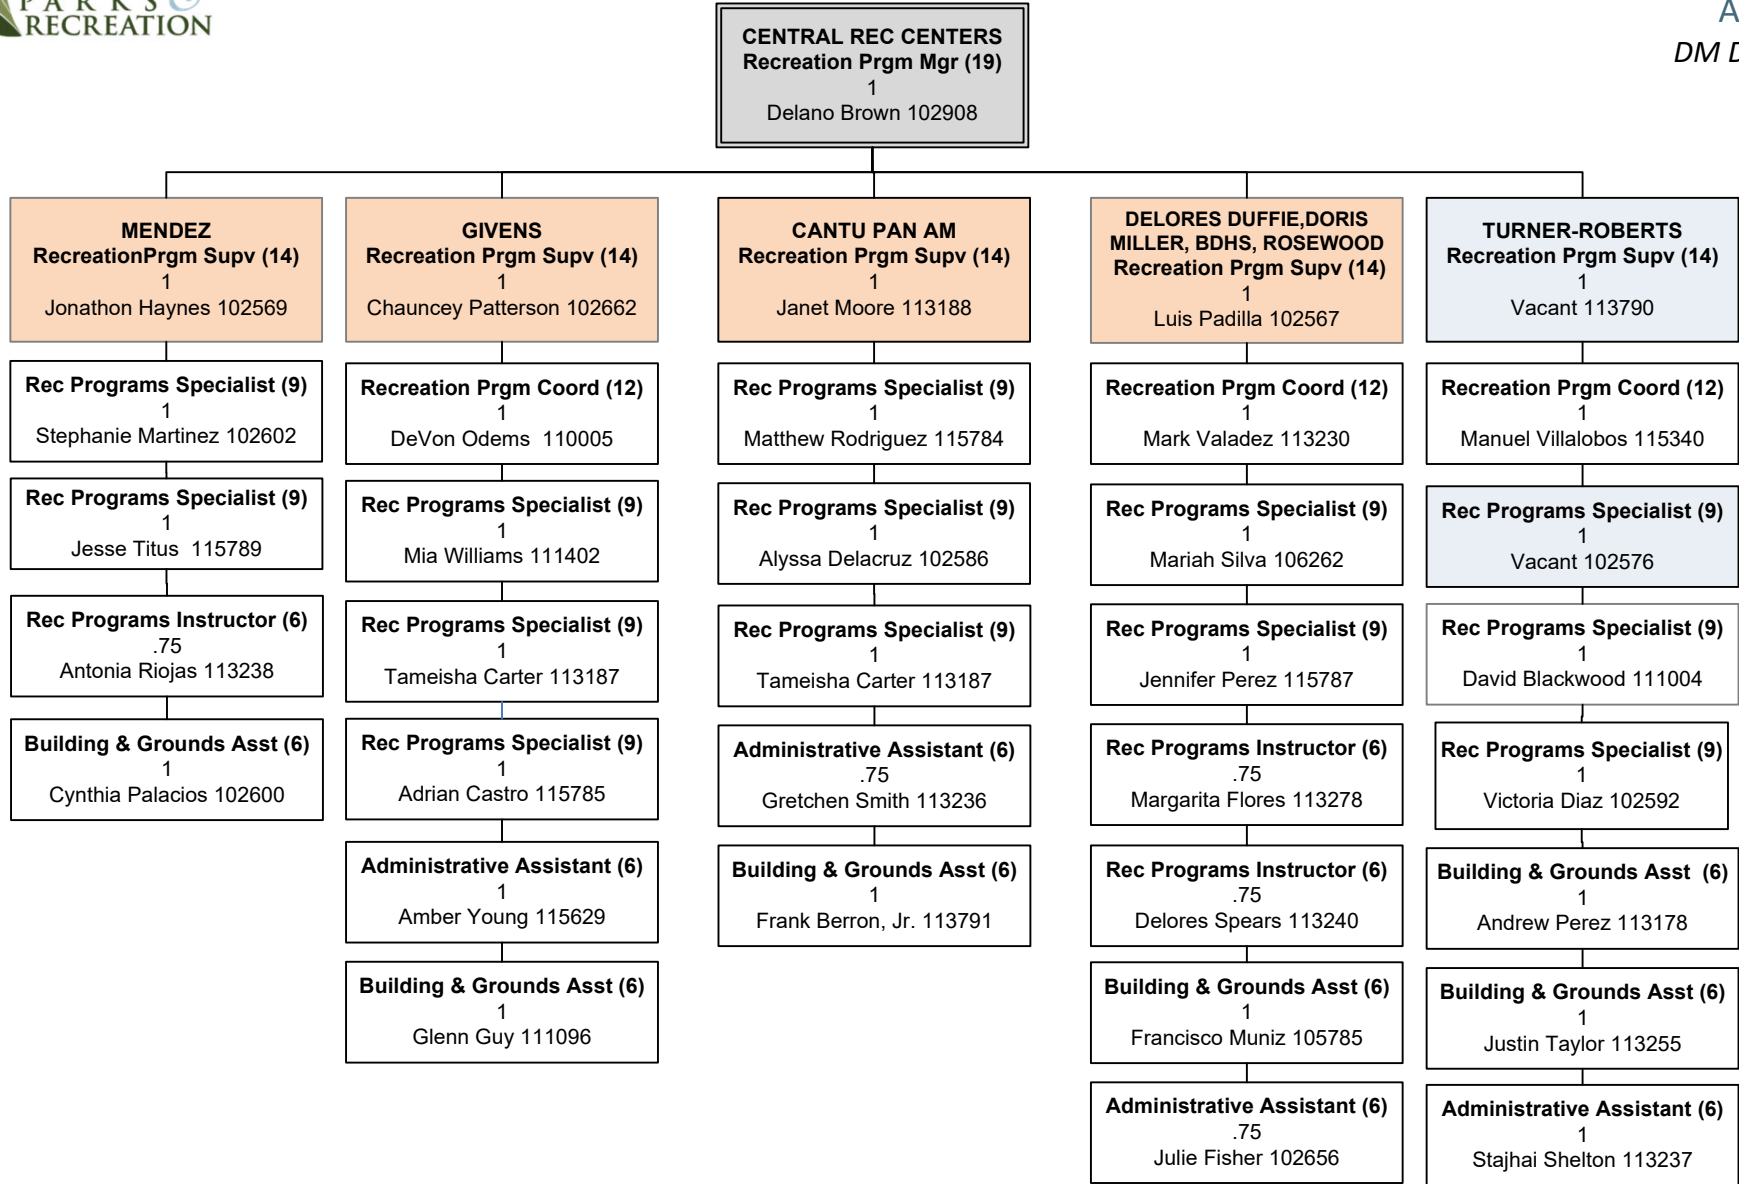 PARKS &
RECREATION
A
DM D
CENTRAL REC CENTERS
Recreation Prgm Mgr (19)
1
Delano Brown 102908
MENDEZ
RecreationPrgm Supv (14)
1
Jonathon Haynes 102569
Rec Programs Specialist (9)
1
Stephanie Martinez 102602
Rec Programs Specialist (9)
1
Jesse Titus  115789
Rec Programs Instructor (6)
.75
Antonia Riojas 113238
Building & Grounds Asst (6)
1
Cynthia Palacios 102600
GIVENS
Recreation Prgm Supv (14)
1
Chauncey Patterson 102662
Recreation Prgm Coord (12)
1
DeVon Odems  110005
Rec Programs Specialist (9)
1
Mia Williams 111402
Rec Programs Specialist (9)
1
Tameisha Carter 113187
Rec Programs Specialist (9)
1
Adrian Castro 115785
Administrative Assistant (6)
1
Amber Young 115629
Building & Grounds Asst (6)
1
Glenn Guy 111096
CANTU PAN AM
Recreation Prgm Supv (14)
1
Janet Moore 113188
Rec Programs Specialist (9)
1
Matthew Rodriguez 115784
Rec Programs Specialist (9)
1
Alyssa Delacruz 102586
Rec Programs Specialist (9)
1
Tameisha Carter 113187
Administrative Assistant (6)
.75
Gretchen Smith 113236
Building & Grounds Asst (6)
1
Frank Berron, Jr. 113791
DELORES DUFFIE,DORIS
MILLER, BDHS, ROSEWOOD
Recreation Prgm Supv (14)
1
Luis Padilla 102567
Recreation Prgm Coord (12)
1
Mark Valadez 113230
Rec Programs Specialist (9)
1
Mariah Silva 106262
Rec Programs Specialist (9)
1
Jennifer Perez 115787
Rec Programs Instructor (6)
.75
Margarita Flores 113278
Rec Programs Instructor (6)
.75
Delores Spears 113240
Building & Grounds Asst (6)
1
Francisco Muniz 105785
Administrative Assistant (6)
.75
Julie Fisher 102656
TURNER-ROBERTS
Recreation Prgm Supv (14)
1
Vacant 113790
Recreation Prgm Coord (12)
1
Manuel Villalobos 115340
Rec Programs Specialist (9)
1
Vacant 102576
Rec Programs Specialist (9)
1
David Blackwood 111004
Rec Programs Specialist (9)
1
Victoria Diaz 102592
Building & Grounds Asst  (6)
1
Andrew Perez 113178
Building & Grounds Asst (6)
1
Justin Taylor 113255
Administrative Assistant (6)
1
Stajhai Shelton 113237